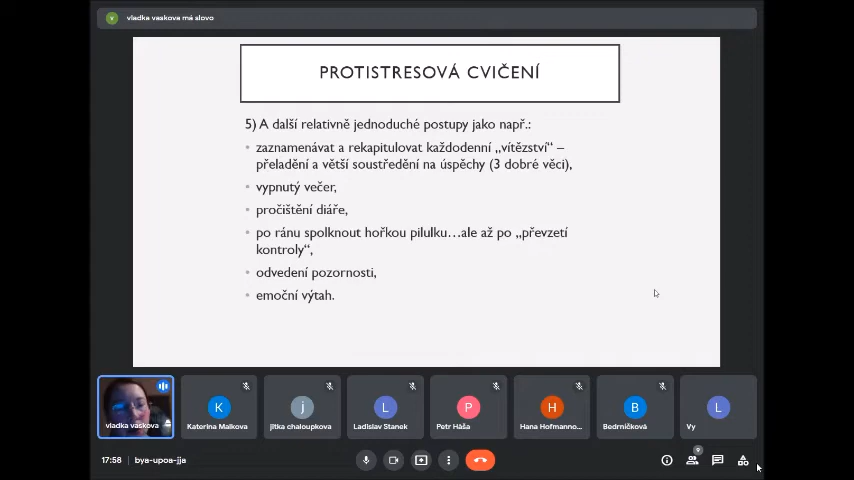 v
vladka vaskova má slovo
PROTISTRESOVÁ CVIČENÍ
5) A další relativně jednoduché postupy jako např.:
• zaznamenávat a rekapitulovat každodenní „vítězství“ –
přeladění a větší soustředění na úspěchy (3 dobré věci),
• vypnutý večer,
• pročištění diáře,
• po ránu spolknout hořkou pilulku…ale až po „převzetí
kontroly“,
• odvedení pozornosti,
• emoční výtah.
K
j
L
P
H
B
L
vladka vaskova
Katerina Malkova
jitka chaloupkova
Ladislav Stanek
Petr Háša
Hana Hofmanno...
Bedrníčková
Vy
17:58 | bya-upoa-jja
9